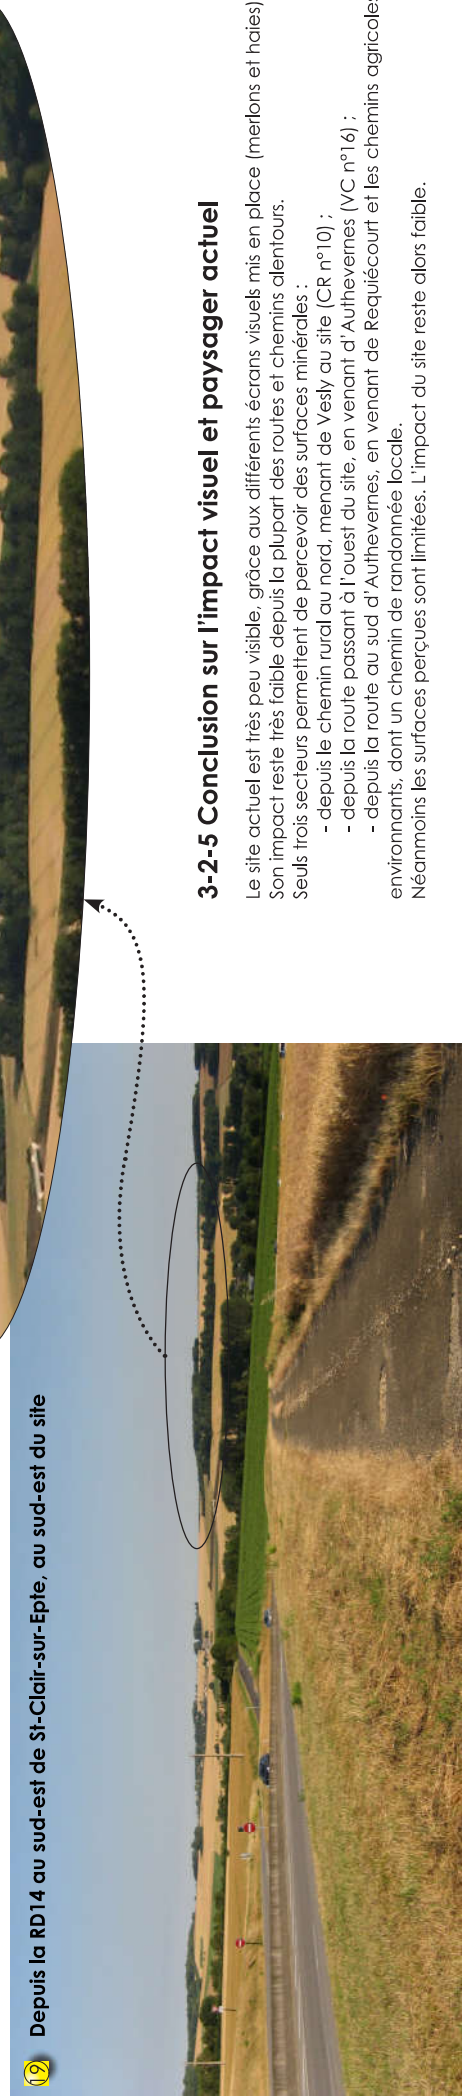 19 Depuis la RD14 au sud-est de St-Clair-sur-Epte, au sud-est du site
3-2-5 Conclusion sur l'impact visuel et paysager actuel
Le site actuel est très peu visible, grâce aux différents écrans visuels mis en place (merlons et haies)
Son impact reste très faible depuis la plupart des routes et chemins alentours.
Seuls trois secteurs permettent de percevoir des surfaces minérales :
- depuis le chemin rural au nord, menant de Vesly au site (CR n°10) ;
- depuis la route passant à l'ouest du site, en venant d'Authevernes (VC n°16) ;
- depuis la route au sud d'Authevernes, en venant de Requiécourt et les chemins agricoles
environnants, dont un chemin de randonnée locale.
Néanmoins les surfaces perçues sont limitées. L'impact du site reste alors faible.